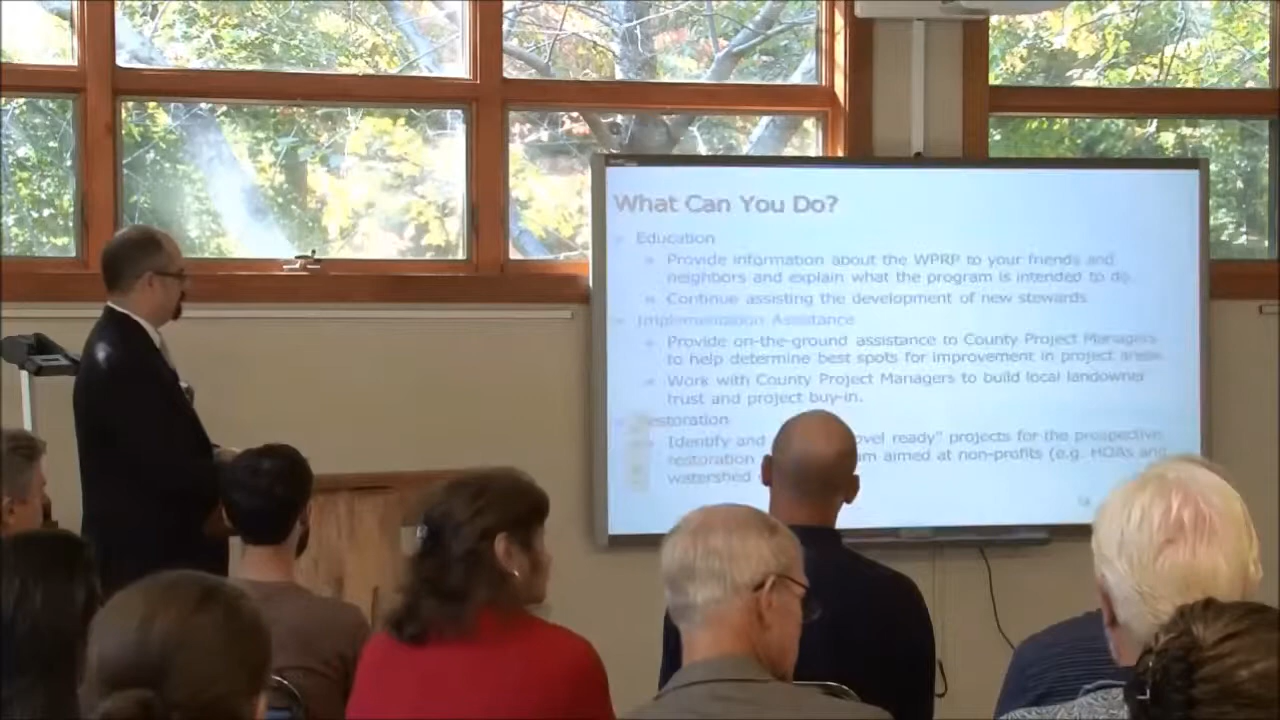 What Can You Do?
Education
Provide information about the WPRP to your friends and
neighbors and explain what the program is intended to do.
Continue assisting the development of new stewards
Implementation Assistance
Provide on-the-ground assistance to County Project Managers
to help determine best spots for improvement in project areas
Work with County Project Managers to build local landowner
trust and project buy-in.
estoration
Identify and ovel ready" projects for the prospective
restoration am aimed at non-profits (e.g. HOAs and
watershed